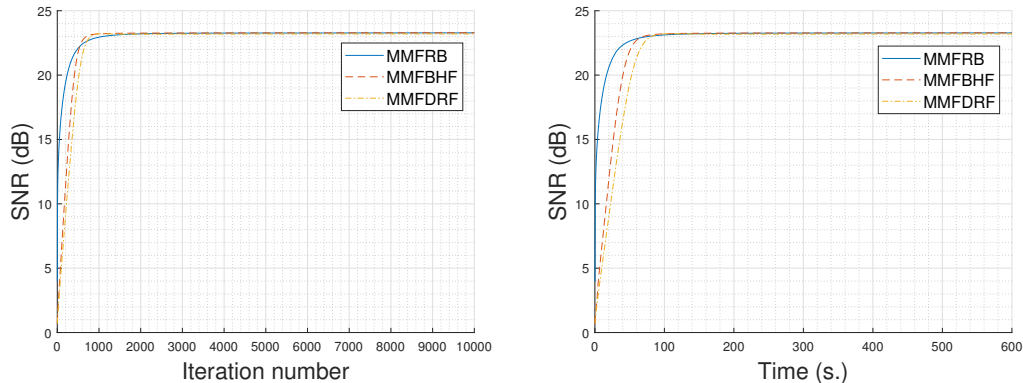 25
20
15
10
5
0
SNR (dB)
MMFRB
MMFBHF
MMFDRF
0 1000 2000 3000 4000 5000 6000 7000 8000 9000 10000
Iteration number
25
20
15
10
5
0
SNR (dB)
MMFRB
MMFBHF
MMFDRF
0 100 200 300 400 500 600
Time (s.)